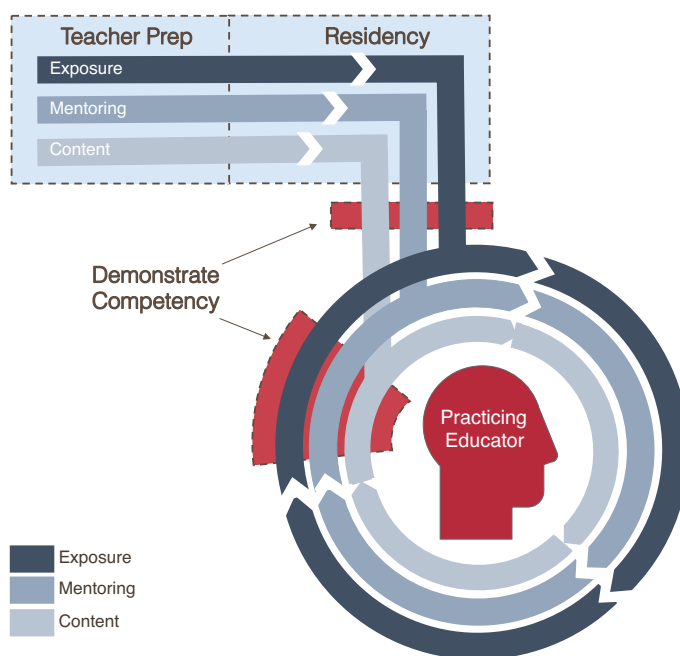 Teacher Prep
Residency
Exposure
Mentoring
Content
Demonstrate
Competency
Practicing
Educator
Exposure
Mentoring
Content